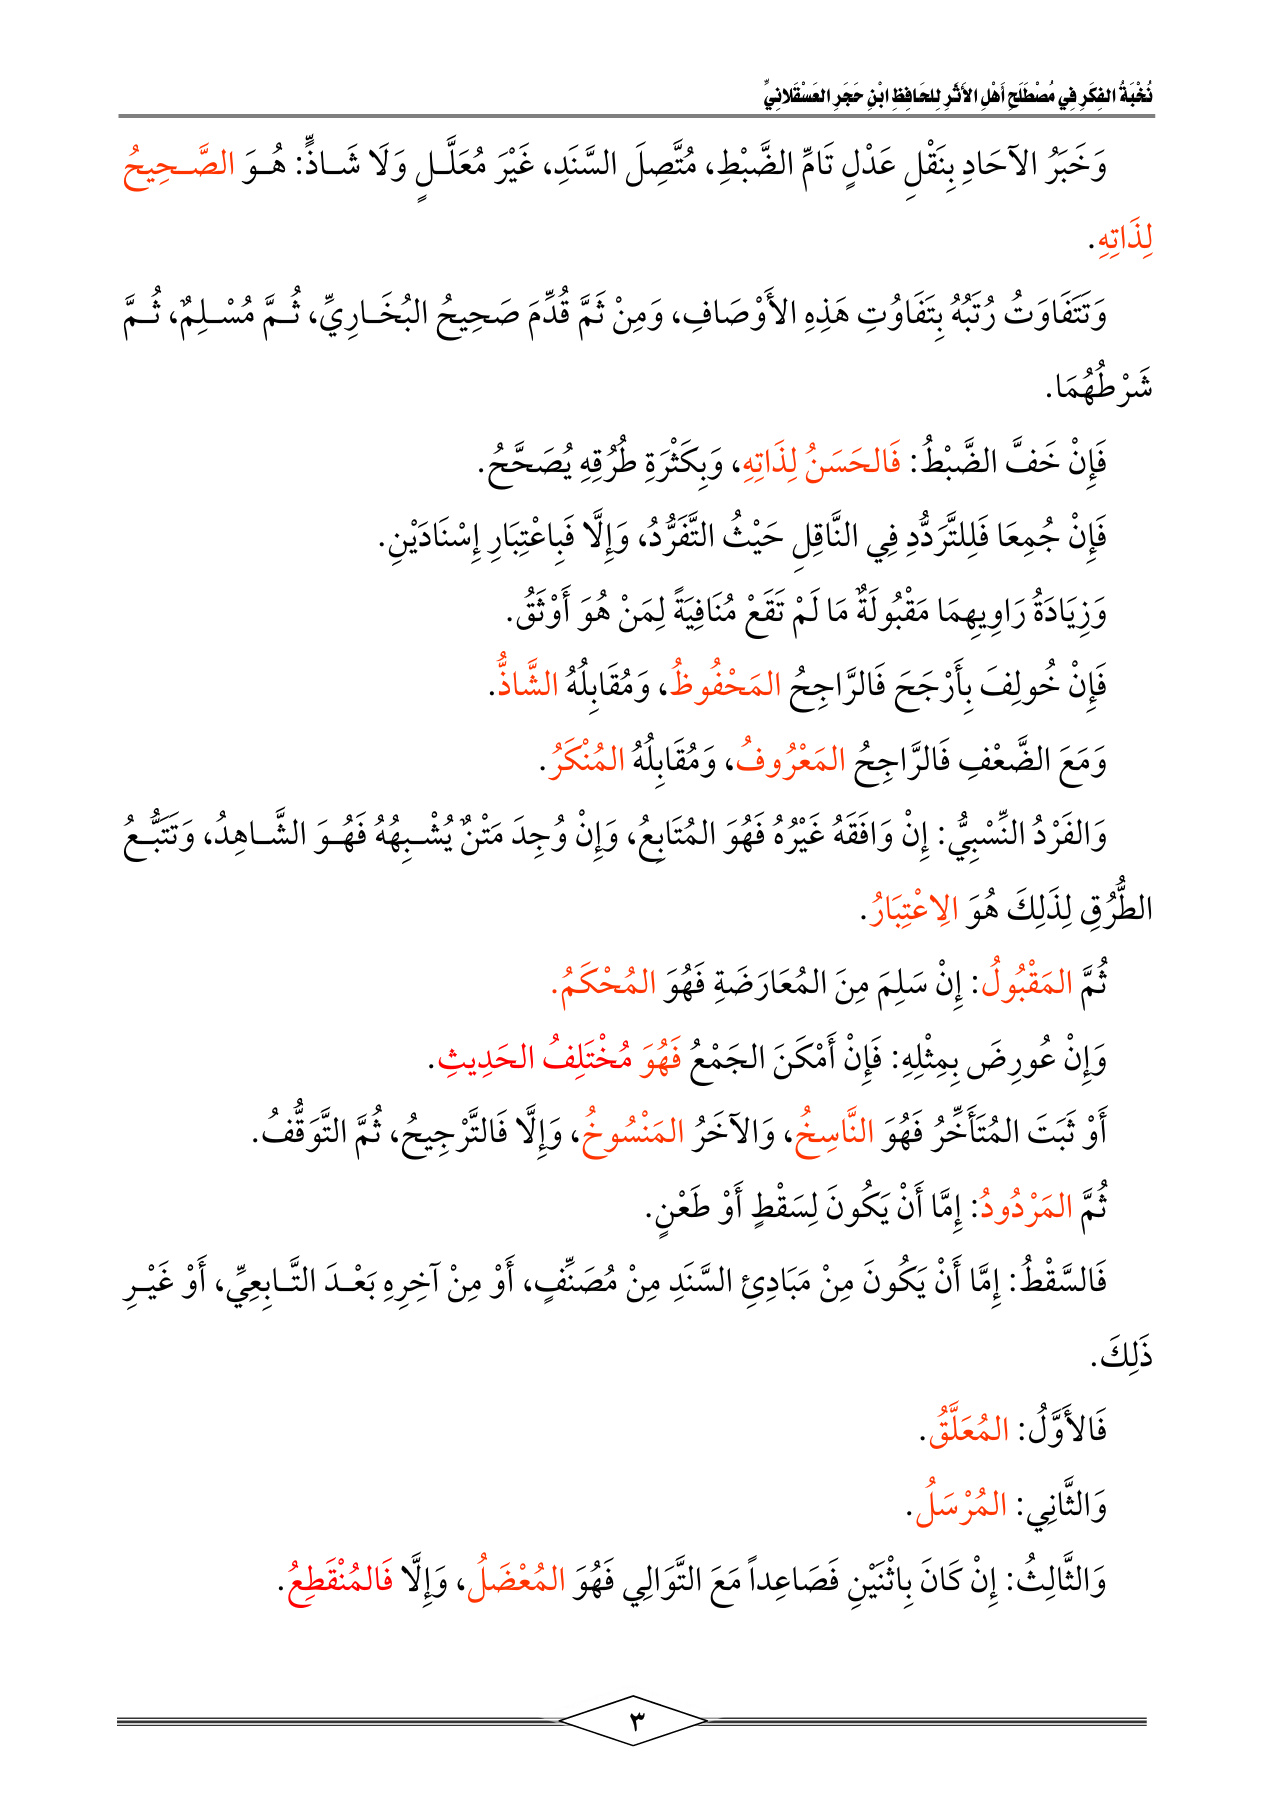 نُخْبَةُ الفِكَرِ فِي مُصْطَلَحِ أَهْلِ الأَثَرِ لِلحَافِظِ ابْنِ حَجَرٍ العَسْقَلَانِيِّ
وَخَبَرُ الآحَادِ بِنَقْلِ عَدْلٍ تَامِّ الضَّبْطِ، مُتَّصِلَ السَّنَدِ، غَيْرَ مُعَلَّلٍ وَلَا شَاذٍّ: هُوَ الصَّحِيحُ
لِذَاتِهِ.
وَتَتَفَاوَتُ رُتَبُهُ بِتَفَاوُتِ هَذِهِ الأَوْصَافِ، وَمِنْ ثَمَّ قُدِّمَ صَحِيحُ البُخَارِيِّ، ثُمَّ مُسْلِمٌ، ثُمَّ
شَرْطُهُمَا.
فَإِنْ خَفَّ الضَّبْطُ: فَالحَسَنُ لِذَاتِهِ، وَبِكَثْرَةِ طُرُقِهِ يُصَحَّحُ.
فَإِنْ جُمِعَا فَلِلتَّرَدُّدِ فِي النَّاقِلِ حَيْثُ التَّفَرُّدُ، وَإِلَّا فَبِاعْتِبَارِ إِسْنَادَيْنِ.
وَزِيَادَةُ رَاوِيهِمَا مَقْبُولَةٌ مَا لَمْ تَقَعْ مُنَافِيَةً لِمَنْ هُوَ أَوْثَقُ.
فَإِنْ خُولِفَ بِأَرْجَحَ فَالرَّاجِحُ المَحْفُوظُ، وَمُقَابِلُهُ الشَّاذُّ.
وَمَعَ الضَّعْفِ فَالرَّاجِحُ المَعْرُوفُ، وَمُقَابِلُهُ المُنْكَرُ.
وَالفَرْدُ النِّسْبِيُّ: إِنْ وَافَقَهُ غَيْرُهُ فَهُوَ المُتَابِعُ، وَإِنْ وُجِدَ مَتْنٌ يُشْبِهُهُ فَهُوَ الشَّاهِدُ، وَتَتَبُّعُ
الطُّرُقِ لِذَلِكَ هُوَ الِاعْتِبَارُ.
ثُمَّ المَقْبُولُ: إِنْ سَلِمَ مِنَ المُعَارَضَةِ فَهُوَ المُحْكَمُ.
وَإِنْ عُورِضَ بِمِثْلِهِ: فَإِنْ أَمْكَنَ الجَمْعُ فَهُوَ مُخْتَلِفُ الحَدِيثِ.
أَوْ ثَبَتَ المُتَأَخِّرُ فَهُوَ النَّاسِخُ، وَالآخَرُ المَنْسُوخُ، وَإِلَّا فَالتَّرْجِيحُ، ثُمَّ التَّوَقُّفُ.
ثُمَّ المَرْدُودُ: إِمَّا أَنْ يَكُونَ لِسَقْطٍ أَوْ طَعْنٍ.
فَالسَّقْطُ: إِمَّا أَنْ يَكُونَ مِنْ مَبَادِئِ السَّنَدِ مِنْ مُصَنِّفٍ، أَوْ مِنْ آخِرِهِ بَعْدَ التَّابِعِيِّ، أَوْ غَيْرِ
ذَلِكَ.
فَالأَوَّلُ: المُعَلَّقُ.
وَالثَّانِي: المُرْسَلُ.
وَالثَّالِثُ: إِنْ كَانَ بِاثْنَيْنِ فَصَاعِداً مَعَ التَّوَالِي فَهُوَ المُعْضَلُ، وَإِلَّا فَالمُنْقَطِعُ.
٣